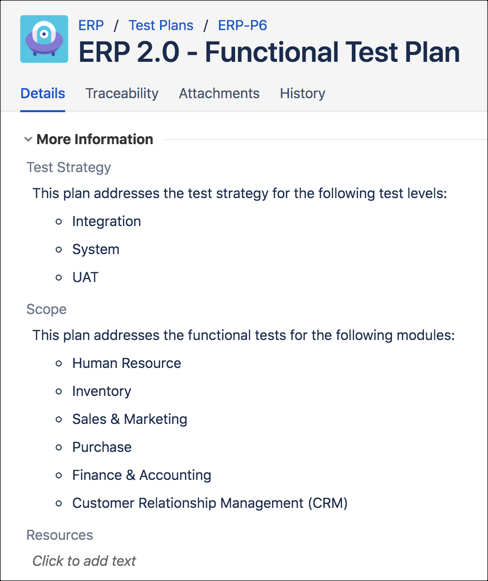 ERP / Test Plans / ERP-P6
ERP 2.0 - Functional Test Plan
Details Traceability Attachments History
More Information
Test Strategy
This plan addresses the test strategy for the following test levels:
Integration
System
UAT
Scope
This plan addresses the functional tests for the following modules:
Human Resource
Inventory
Sales & Marketing
Purchase
Finance & Accounting
Customer Relationship Management (CRM)
Resources
Click to add text